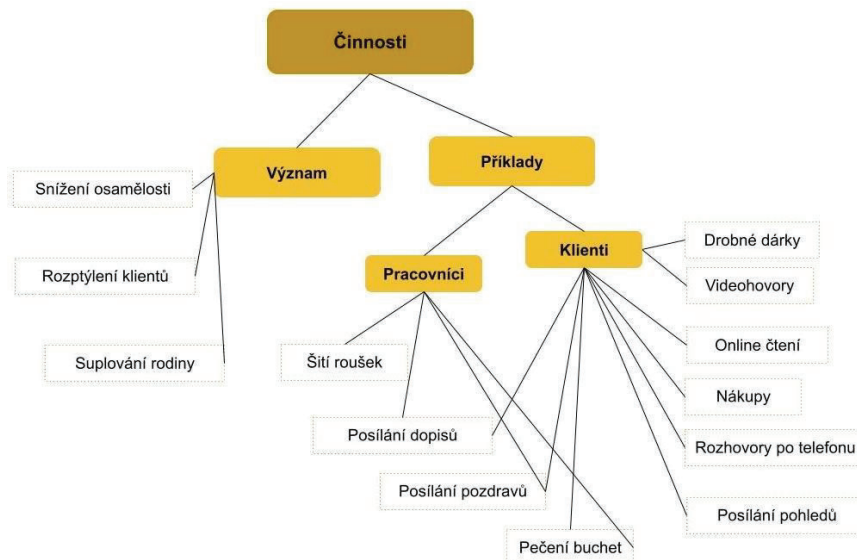 Činnosti
Význam
Příklady
Snížení osamělosti
Rozptýlení klientů
Suplování rodiny
Pracovníci
Klienti
Drobné dárky
Videohovory
Šití roušek
Online čtení
Nákupy
Posílání dopisů
Rozhovory po telefonu
Posílání pozdravů
Posílání pohledů
Pečení buchet